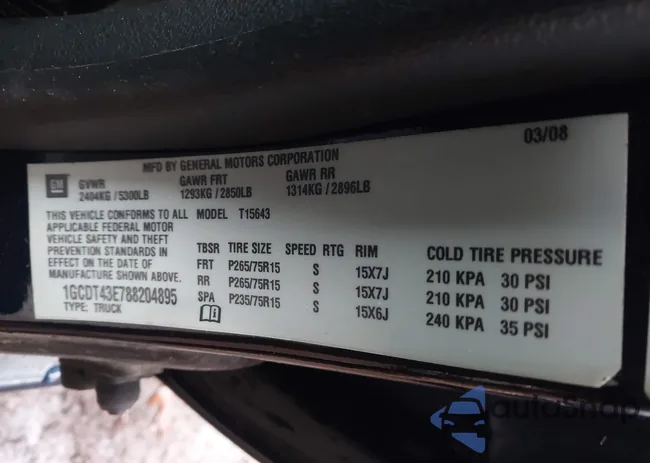 03/08
MFD BY GENERAL MOTORS CORPORATION
GM
GVWR GAWR FRT GAWR RR
2404KG / 5300LB 1293KG / 2850LB 1314KG / 2896LB
THIS VEHICLE CONFORMS TO ALL MODEL T15643
APPLICABLE FEDERAL MOTOR
VEHICLE SAFETY AND THEFT
PREVENTION STANDARDS IN
EFFECT ON THE DATE OF
MANUFACTURE SHOWN ABOVE.
1GCDT43E788204895
TYPE: TRUCK
TBSR TIRE SIZE SPEED RTG RIM COLD TIRE PRESSURE
FRT P265/75R15 S 15X7J 210 KPA 30 PSI
RR P265/75R15 S 15X7J 210 KPA 30 PSI
SPA P235/75R15 S 15X6J 240 KPA 35 PSI
autoShop